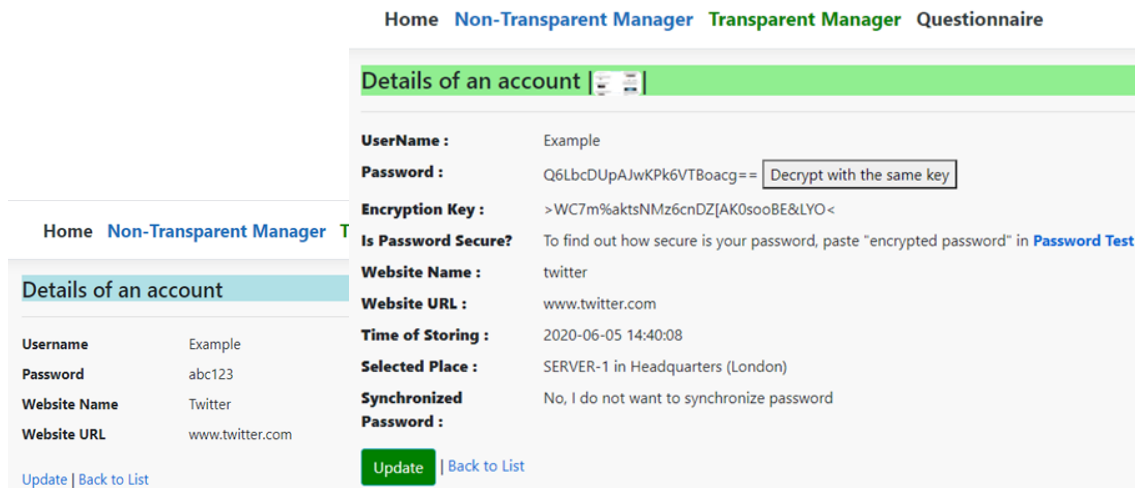 Home Non-Transparent Manager Transparent Manager Questionnaire
Details of an account | |
UserName : Example
Password : Q6LbcDUpAJwKPk6VTBoacg== Decrypt with the same key
Encryption Key : >WC7m%aktsNMz6cnDZ[AK0sooBE&LYO<
Is Password Secure? To find out how secure is your password, paste "encrypted password" in Password Test
Website Name : twitter
Website URL : www.twitter.com
Time of Storing : 2020-06-05 14:40:08
Selected Place : SERVER-1 in Headquarters (London)
Synchronized No, I do not want to synchronize password
Password :
Update | Back to List
Home Non-Transparent Manager T
Details of an account
Username Example
Password abc123
Website Name Twitter
Website URL www.twitter.com
Update | Back to List